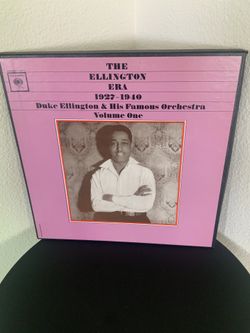 THE
ELLINGTON
ERA
1927-1940
Duke Ellington & His Famous Orchestra
Volume One